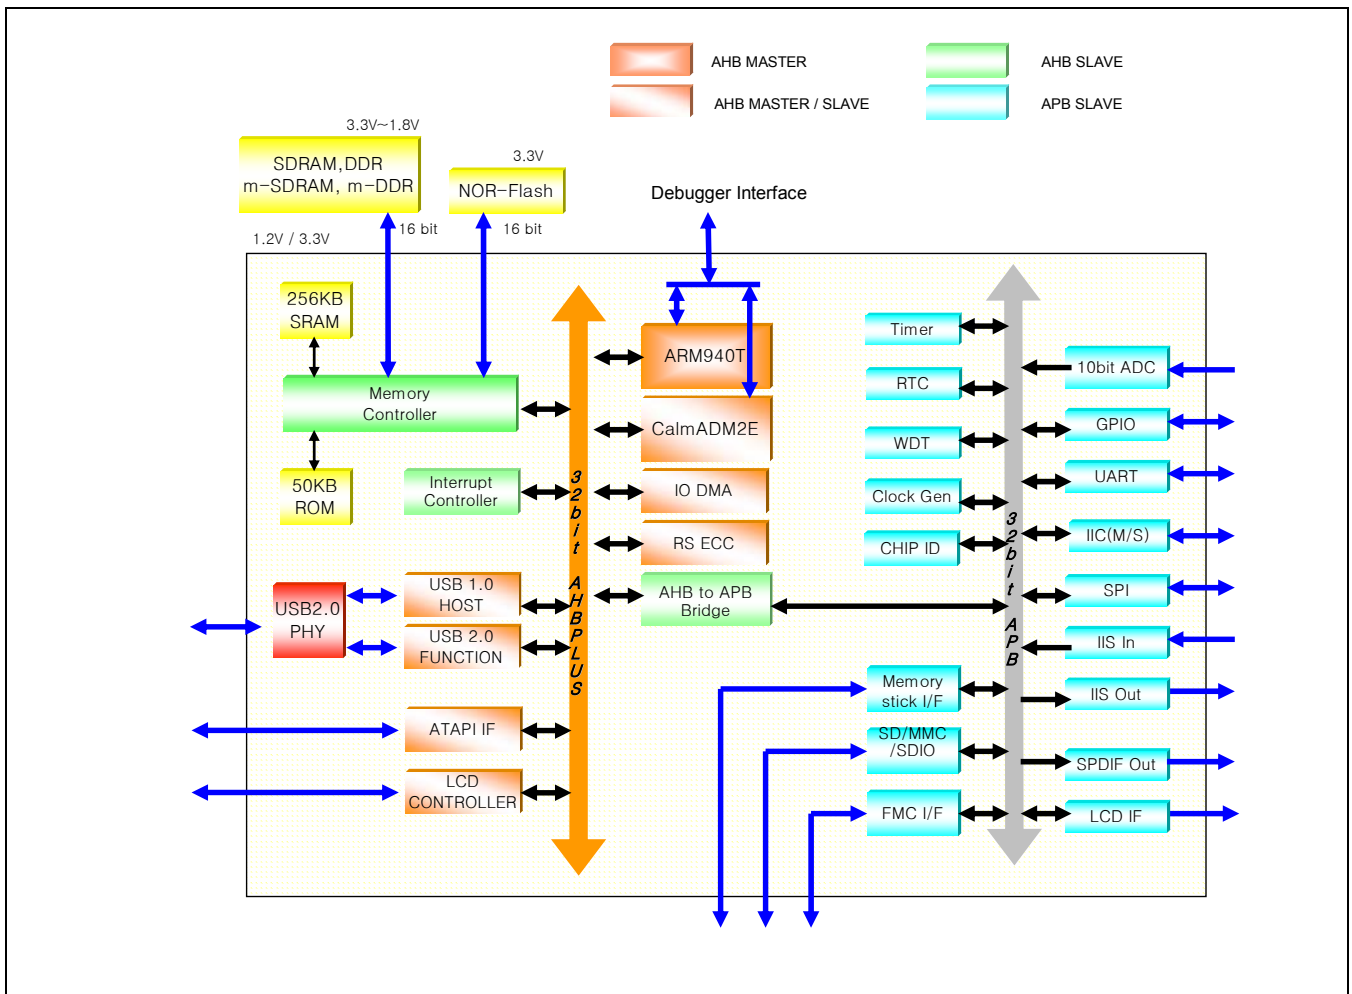 AHB MASTER
AHB SLAVE
AHB MASTER / SLAVE
APB SLAVE
3.3V~1.8V
SDRAM,DDR
m-SDRAM, m-DDR
3.3V
NOR-Flash
Debugger Interface
16 bit
16 bit
1.2V / 3.3V
256KB
SRAM
Memory
Controller
50KB
ROM
Interrupt
Controller
USB2.0
PHY
USB 1.0
HOST
USB 2.0
FUNCTION
ATAPI IF
LCD
CONTROLLER
32bit AHBPLUS
ARM940T
CalmADM2E
IO DMA
RS ECC
AHB to APB
Bridge
Timer
RTC
WDT
Clock Gen
CHIP ID
Memory
stick I/F
SD/MMC
/SDIO
FMC I/F
32bit APB
10bit ADC
GPIO
UART
IIC(M/S)
SPI
IIS In
IIS Out
SPDIF Out
LCD IF